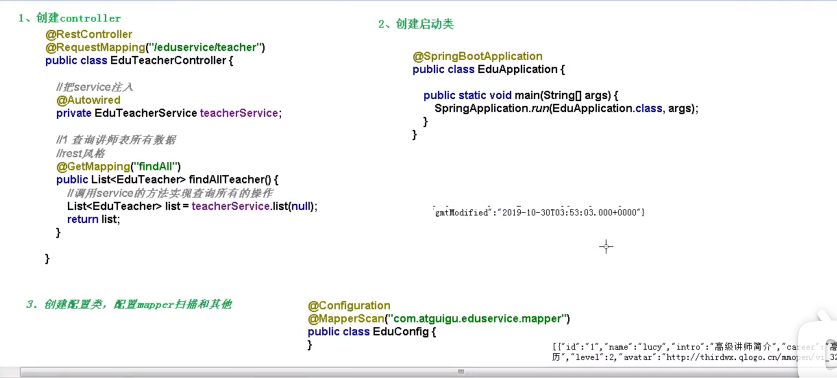 1、创建controller
@RestController
@RequestMapping("/eduservice/teacher")
public class EduTeacherController {
//把service注入
@Autowired
private EduTeacherService teacherService;
//1 查询讲师表所有数据
//rest风格
@GetMapping("findAll")
public List<EduTeacher> findAllTeacher() {
//调用service的方法实现查询所有的操作
List<EduTeacher> list = teacherService.list(null);
return list;
}
}
2、创建启动类
@SpringBootApplication
public class EduApplication {
public static void main(String[] args) {
SpringApplication.run(EduApplication.class, args);
}
}
"gmtModified":"2019-10-30T03:53:03.000+0000"}
3. 创建配置类，配置mapper扫描和其他
@Configuration
@MapperScan("com.atguigu.eduservice.mapper")
public class EduConfig {
}
[{"id":"1","name":"lucy","intro":"高级讲师简介","career":"高
历","level":2,"avatar":"http://thirdwx.qlogo.cn/mmopen/vi_32